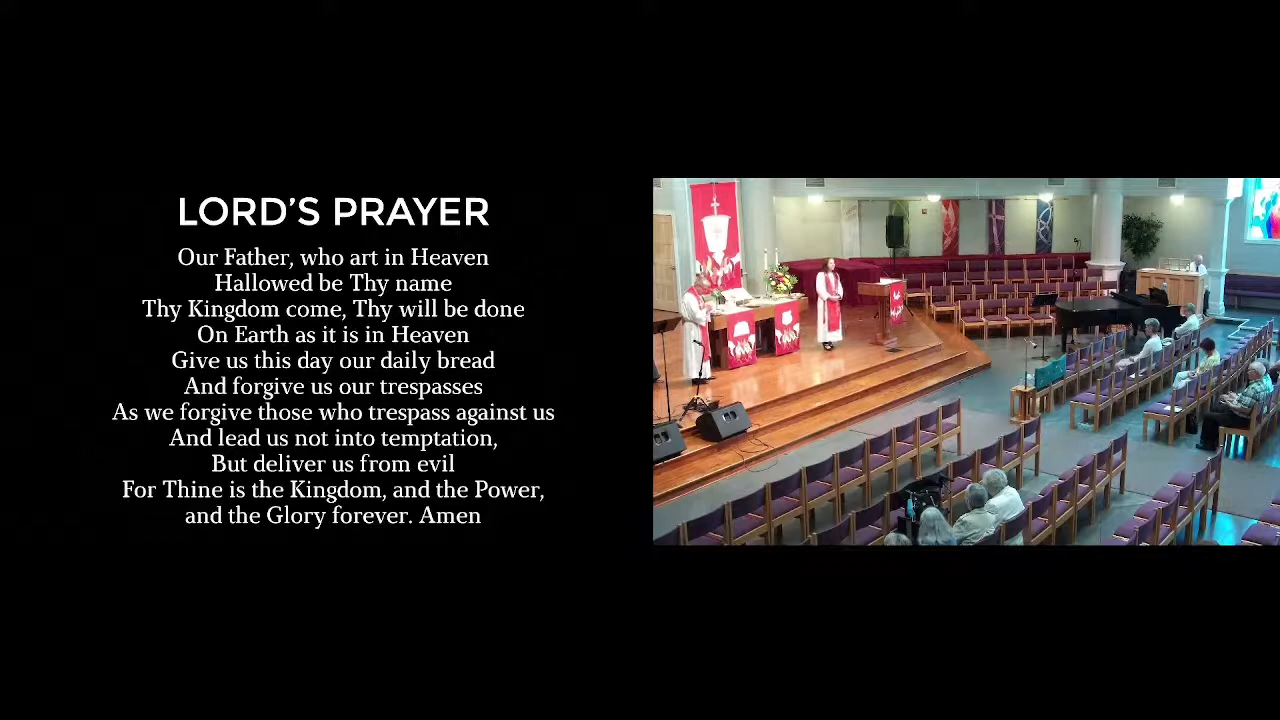 LORD'S PRAYER
Our Father, who art in Heaven
Hallowed be Thy name
Thy Kingdom come, Thy will be done
On Earth as it is in Heaven
Give us this day our daily bread
And forgive us our trespasses
As we forgive those who trespass against us
And lead us not into temptation,
But deliver us from evil
For Thine is the Kingdom, and the Power,
and the Glory forever. Amen